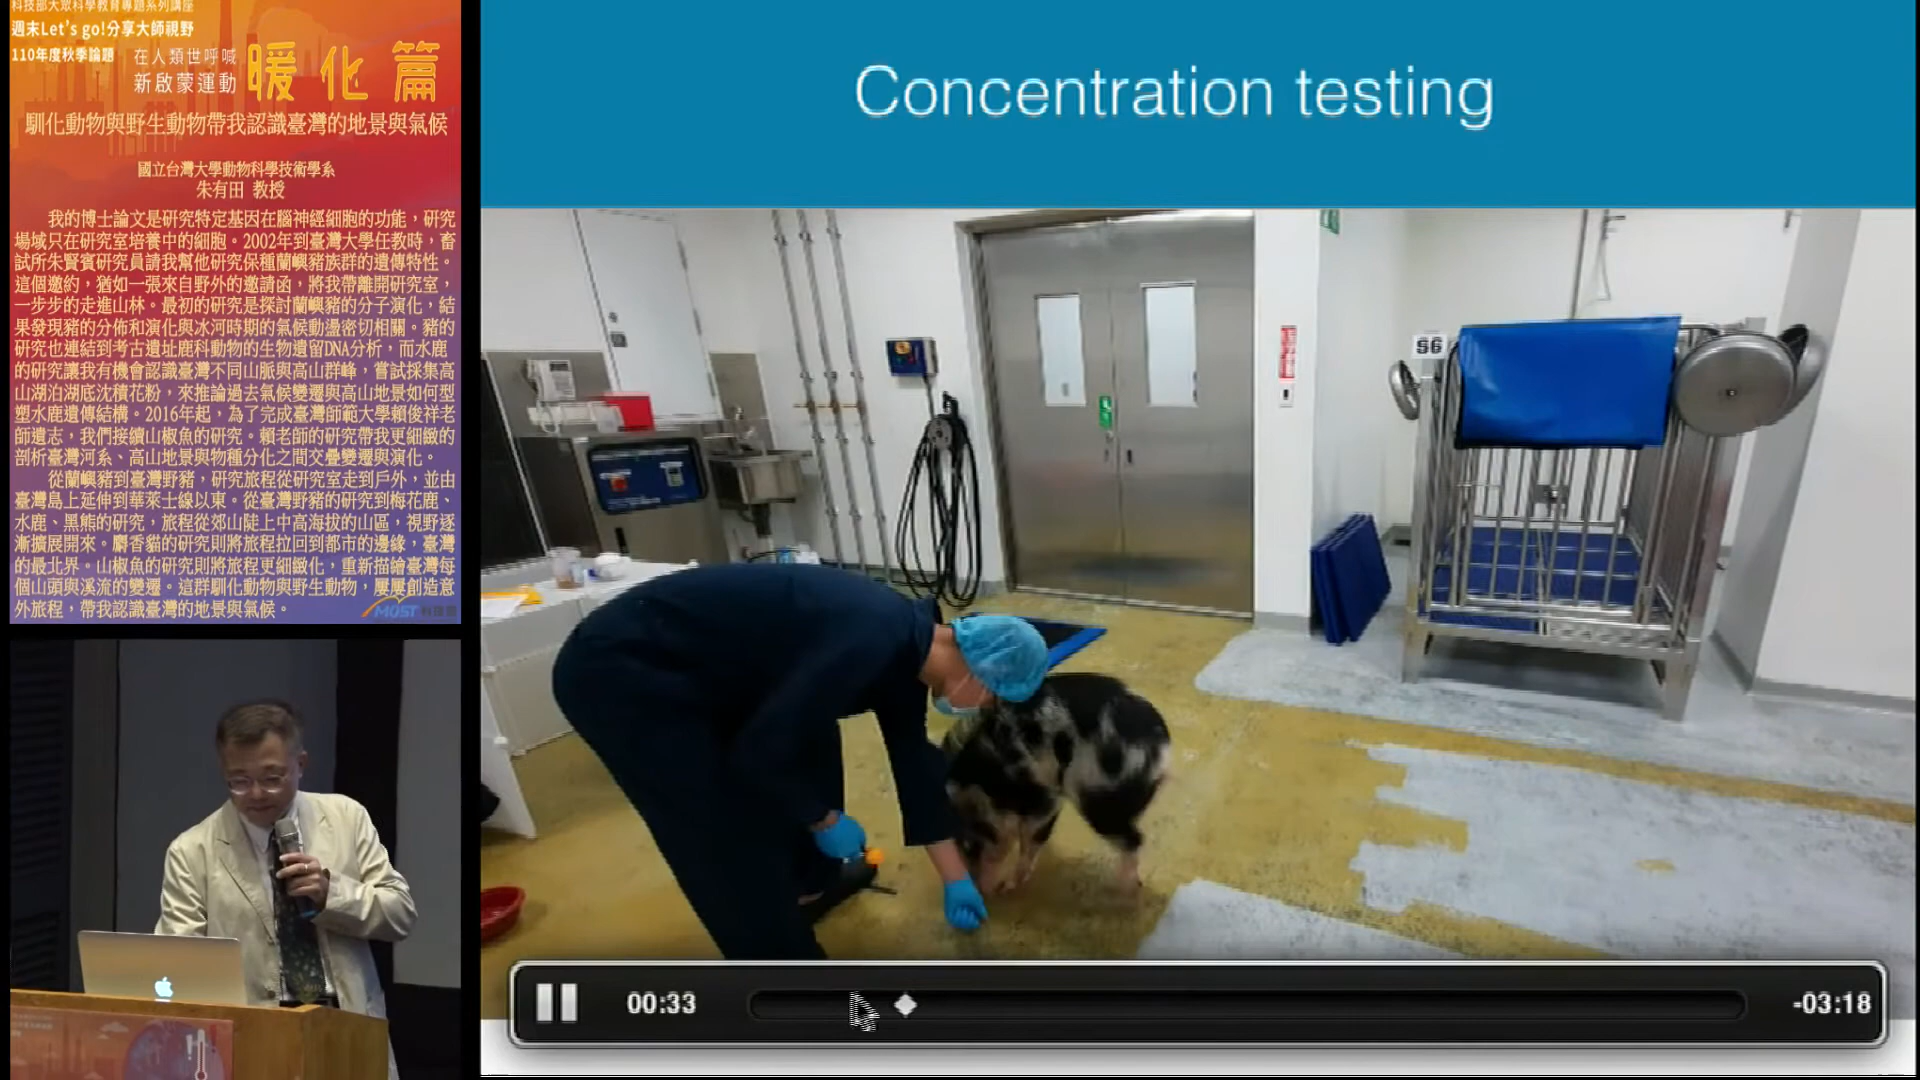 科技部大眾科學教育專題系列講座
週末Let's go!分享大師視野
110年度秋季論題
在人類世呼喊
新啟蒙運動
暖化篇
馴化動物與野生動物帶我認識臺灣的地景與氣候
國立台灣大學動物科學技術學系
朱有田 教授
我的博士論文是研究特定基因在腦神經細胞的功能，研究
場域只在研究室培養中的細胞。2002年到臺灣大學任教時，畜
試所朱賢賓研究員請我幫他研究保種蘭嶼豬族群的遺傳特性。
這個邀約，猶如一張來自野外的邀請函，將我帶離開研究室，
一步步的走進山林。最初的研究是探討蘭嶼豬的分子演化，結
果發現豬的分佈和演化與冰河時期的氣候動盪密切相關。豬的
研究也連結到考古遺址鹿科動物的生物遺留DNA分析，而水鹿
的研究讓我有機會認識臺灣不同山脈與高山群峰，嘗試採集高
山湖泊湖底沈積花粉，來推論過去氣候變遷與高山地景如何型
塑水鹿遺傳結構。2016年起，為了完成臺灣師範大學賴俊祥老
師遺志，我們接續山椒魚的研究。賴老師的研究帶我更細緻的
剖析臺灣河系、高山地景與物種分化之間交疊變遷與演化。
從蘭嶼豬到臺灣野豬，研究旅程從研究室走到戶外，並由
臺灣島上延伸到華萊士線以東。從臺灣野豬的研究到梅花鹿、
水鹿、黑熊的研究，旅程從郊山陡上中高海拔的山區，視野逐
漸擴展開來。麝香貓的研究則將旅程拉回到都市的邊緣，臺灣
的最北界。山椒魚的研究則將旅程更細緻化，重新描繪臺灣每
個山頭與溪流的變遷。這群馴化動物與野生動物，屢屢創造意
外旅程，帶我認識臺灣的地景與氣候。
MOST 科技部
Concentration testing
S6
00:33
-03:18